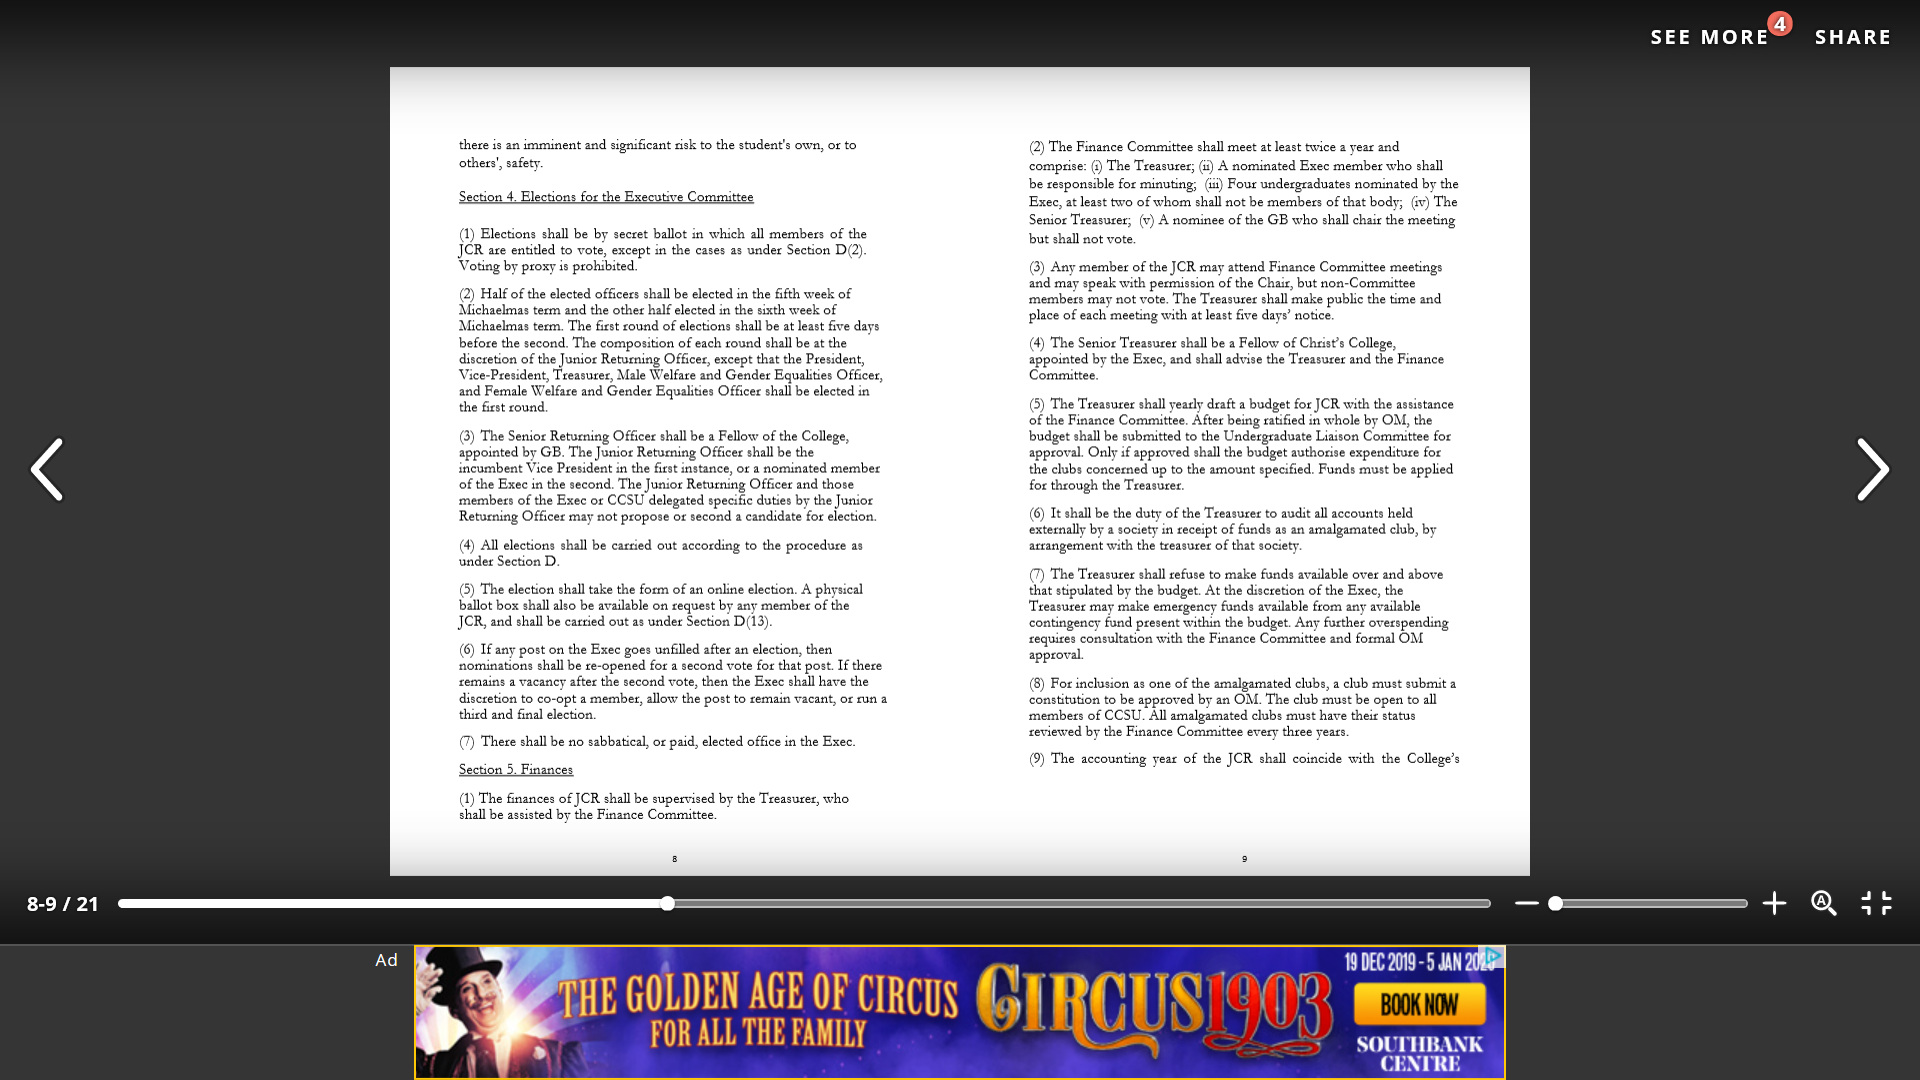 SEE MORE 4 SHARE
there is an imminent and significant risk to the student's own, or to
others', safety.
Section 4. Elections for the Executive Committee
(1) Elections shall be by secret ballot in which all members of the
JCR are entitled to vote, except in the cases as under Section D(2).
Voting by proxy is prohibited.
(2) Half of the elected officers shall be elected in the fifth week of
Michaelmas term and the other half elected in the sixth week of
Michaelmas term. The first round of elections shall be at least five days
before the second. The composition of each round shall be at the
discretion of the Junior Returning Officer, except that the President,
Vice-President, Treasurer, Male Welfare and Gender Equalities Officer,
and Female Welfare and Gender Equalities Officer shall be elected in
the first round.
(3) The Senior Returning Officer shall be a Fellow of the College,
appointed by GB. The Junior Returning Officer shall be the
incumbent Vice President in the first instance, or a nominated member
of the Exec in the second. The Junior Returning Officer and those
members of the Exec or CCSU delegated specific duties by the Junior
Returning Officer may not propose or second a candidate for election.
(4) All elections shall be carried out according to the procedure as
under Section D.
(5) The election shall take the form of an online election. A physical
ballot box shall also be available on request by any member of the
JCR, and shall be carried out as under Section D(13).
(6) If any post on the Exec goes unfilled after an election, then
nominations shall be re-opened for a second vote for that post. If there
remains a vacancy after the second vote, then the Exec shall have the
discretion to co-opt a member, allow the post to remain vacant, or run a
third and final election.
(7) There shall be no sabbatical, or paid, elected office in the Exec.
Section 5. Finances
(1) The finances of JCR shall be supervised by the Treasurer, who
shall be assisted by the Finance Committee.
8
(2) The Finance Committee shall meet at least twice a year and
comprise: (i) The Treasurer; (ii) A nominated Exec member who shall
be responsible for minuting; (iii) Four undergraduates nominated by the
Exec, at least two of whom shall not be members of that body; (iv) The
Senior Treasurer; (v) A nominee of the GB who shall chair the meeting
but shall not vote.
(3) Any member of the JCR may attend Finance Committee meetings
and may speak with permission of the Chair, but non-Committee
members may not vote. The Treasurer shall make public the time and
place of each meeting with at least five days' notice.
(4) The Senior Treasurer shall be a Fellow of Christ's College,
appointed by the Exec, and shall advise the Treasurer and the Finance
Committee.
(5) The Treasurer shall yearly draft a budget for JCR with the assistance
of the Finance Committee. After being ratified in whole by OM, the
budget shall be submitted to the Undergraduate Liaison Committee for
approval. Only if approved shall the budget authorise expenditure for
the clubs concerned up to the amount specified. Funds must be applied
for through the Treasurer.
(6) It shall be the duty of the Treasurer to audit all accounts held
externally by a society in receipt of funds as an amalgamated club, by
arrangement with the treasurer of that society.
(7) The Treasurer shall refuse to make funds available over and above
that stipulated by the budget. At the discretion of the Exec, the
Treasurer may make emergency funds available from any available
contingency fund present within the budget. Any further overspending
requires consultation with the Finance Committee and formal OM
approval.
(8) For inclusion as one of the amalgamated clubs, a club must submit a
constitution to be approved by an OM. The club must be open to all
members of CCSU. All amalgamated clubs must have their status
reviewed by the Finance Committee every three years.
(9) The accounting year of the JCR shall coincide with the College's
9
8-9 / 21
Ad
THE GOLDEN AGE OF CIRCUS
FOR ALL THE FAMILY
CIRCUS 1903
19 DEC 2019 - 5 JAN 2020
BOOK NOW
SOUTHBANK
CENTRE